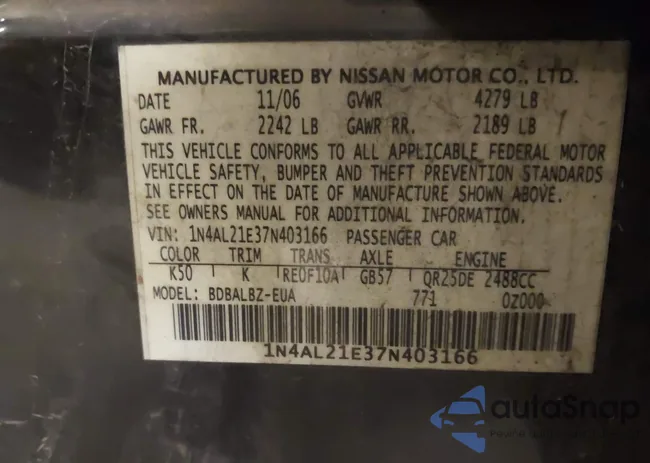 MANUFACTURED BY NISSAN MOTOR CO., LTD.
DATE 11/06 GVWR 4279 LB
GAWR FR. 2242 LB GAWR RR. 2189 LB
THIS VEHICLE CONFORMS TO ALL APPLICABLE FEDERAL MOTOR
VEHICLE SAFETY, BUMPER AND THEFT PREVENTION STANDARDS
IN EFFECT ON THE DATE OF MANUFACTURE SHOWN ABOVE.
SEE OWNERS MANUAL FOR ADDITIONAL INFORMATION.
VIN: 1N4AL21E37N403166 PASSENGER CAR
COLOR TRIM TRANS AXLE ENGINE
K50 K RE0F10A GB57 QR25DE 2488CC
MODEL: BDBALBZ-EUA 771 0Z000
1N4AL21E37N403166
autoSnap